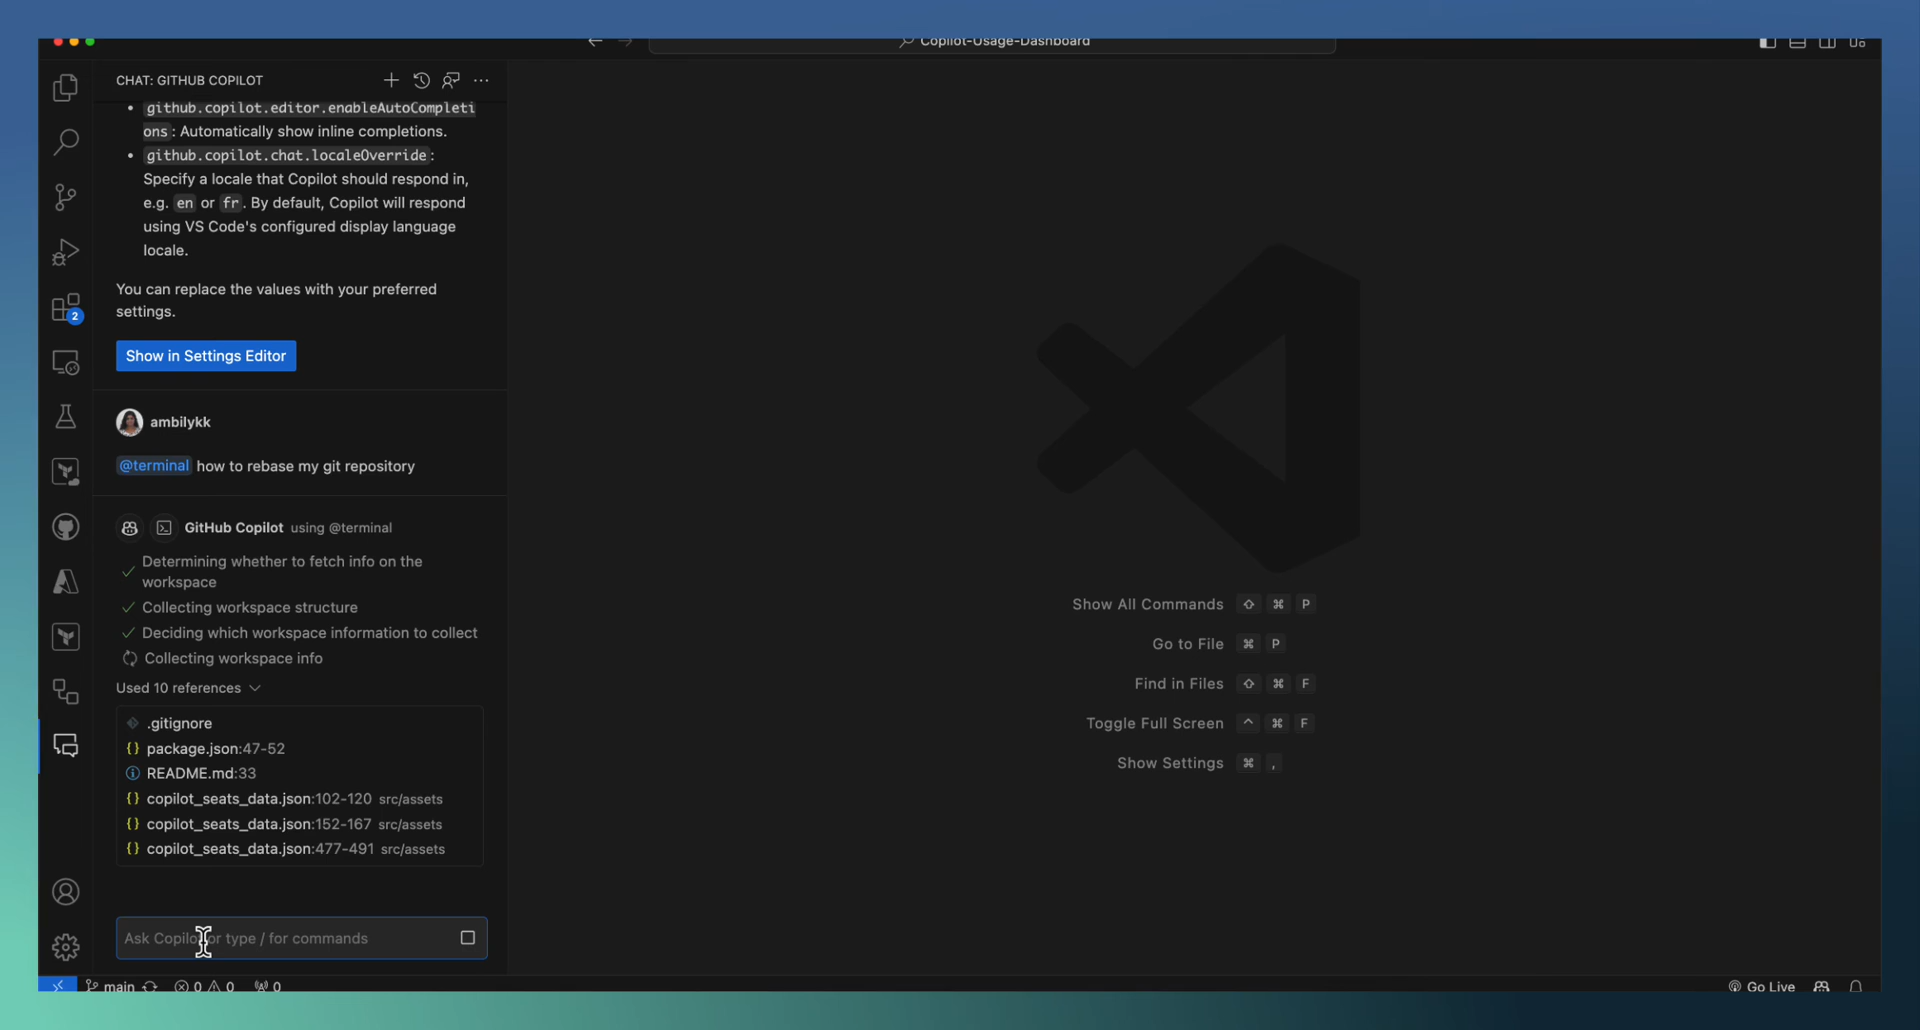 Copilot-Usage-Dashboard
CHAT: GITHUB COPILOT
github.copilot.editor.enableAutoCompleti
ons: Automatically show inline completions.
github.copilot.chat.localeOverride:
Specify a locale that Copilot should respond in,
e.g. en or fr. By default, Copilot will respond
using VS Code's configured display language
locale.
You can replace the values with your preferred
settings.
Show in Settings Editor
ambilykk
@terminal how to rebase my git repository
GitHub Copilot using @terminal
Determining whether to fetch info on the
workspace
Collecting workspace structure
Deciding which workspace information to collect
Collecting workspace info
Used 10 references
.gitignore
package.json:47-52
README.md:33
copilot_seats_data.json:102-120 src/assets
copilot_seats_data.json:152-167 src/assets
copilot_seats_data.json:477-491 src/assets
Ask Copilot or type / for commands
2
Show All Commands ⇧ ⌘ P
Go to File ⌘ P
Find in Files ⇧ ⌘ F
Toggle Full Screen ^ ⌘ F
Show Settings ⌘ ,
main 0 0 0
Go Live